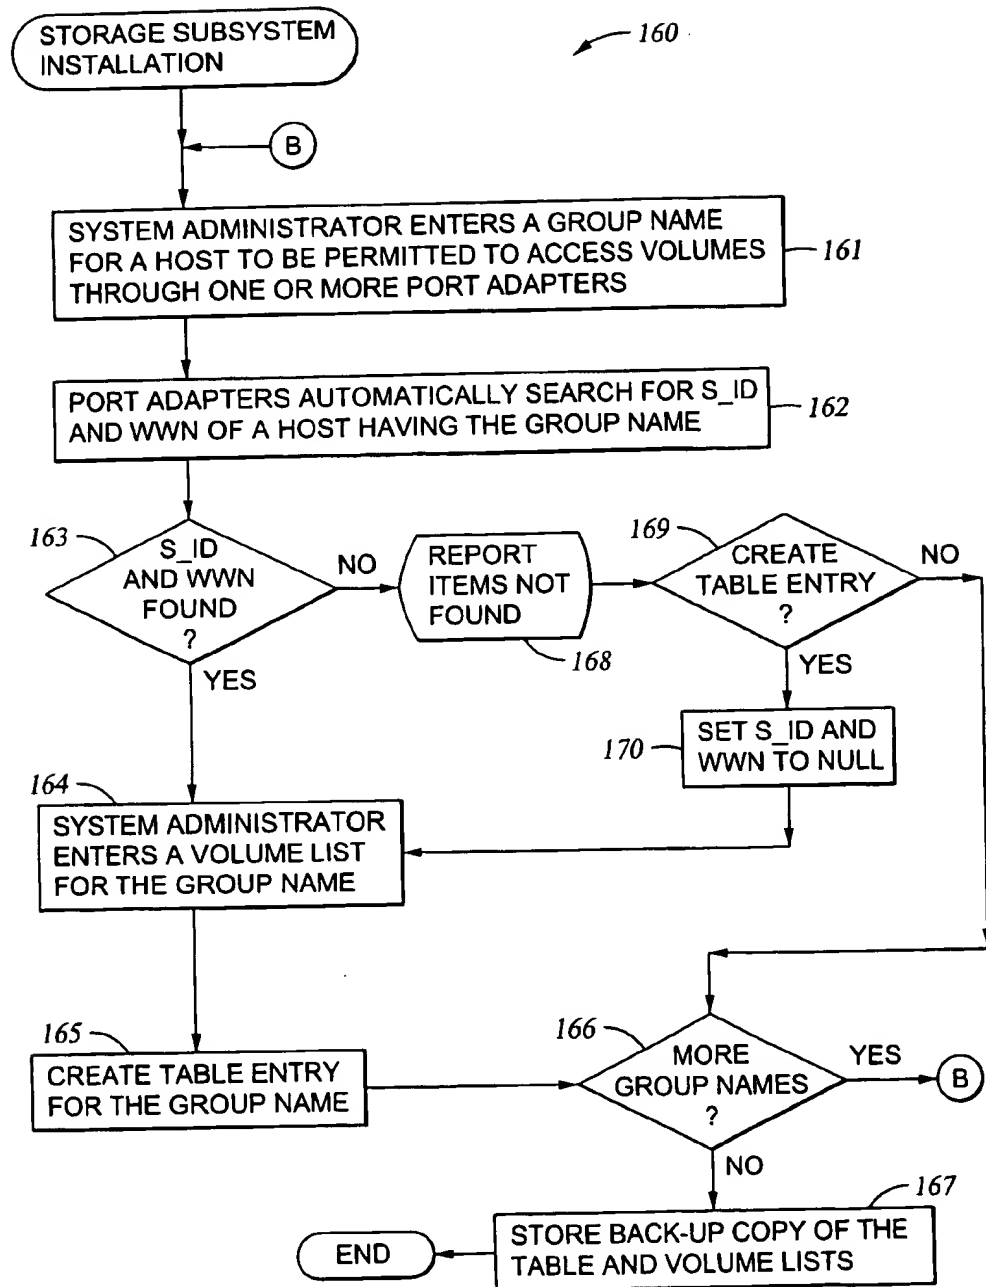 STORAGE SUBSYSTEM
INSTALLATION
160
B
SYSTEM ADMINISTRATOR ENTERS A GROUP NAME
FOR A HOST TO BE PERMITTED TO ACCESS VOLUMES
THROUGH ONE OR MORE PORT ADAPTERS
161
PORT ADAPTERS AUTOMATICALLY SEARCH FOR S_ID
AND WWN OF A HOST HAVING THE GROUP NAME
162
163
S_ID
AND WWN
FOUND
?
NO
YES
REPORT
ITEMS NOT
FOUND
168
169
CREATE
TABLE ENTRY
?
NO
YES
170
SET S_ID AND
WWN TO NULL
164
SYSTEM ADMINISTRATOR
ENTERS A VOLUME LIST
FOR THE GROUP NAME
165
CREATE TABLE ENTRY
FOR THE GROUP NAME
166
MORE
GROUP NAMES
?
YES
B
NO
167
STORE BACK-UP COPY OF THE
TABLE AND VOLUME LISTS
END